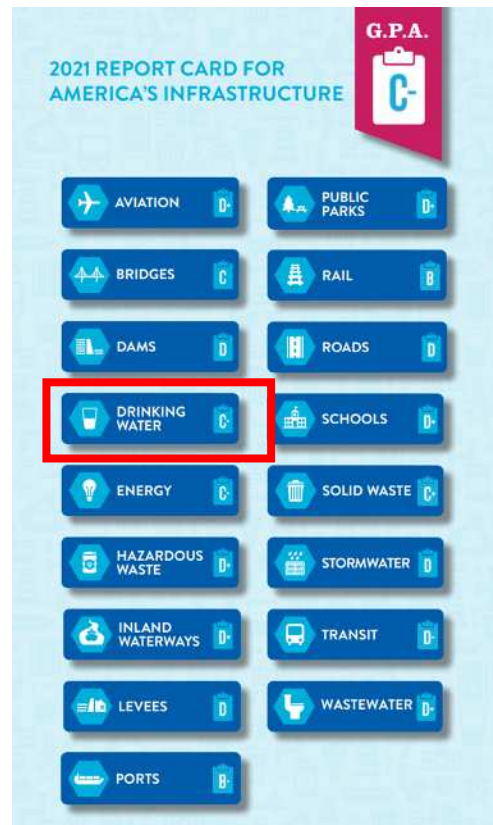 G.P.A.
2021 REPORT CARD FOR
AMERICA'S INFRASTRUCTURE
C-
AVIATION D+
PUBLIC
PARKS D+
BRIDGES C
RAIL B
DAMS D
ROADS D
DRINKING
WATER C-
SCHOOLS D+
ENERGY C-
SOLID WASTE C+
HAZARDOUS
WASTE D+
STORMWATER D
INLAND
WATERWAYS D+
TRANSIT D-
LEVEES D
WASTEWATER D+
PORTS B-